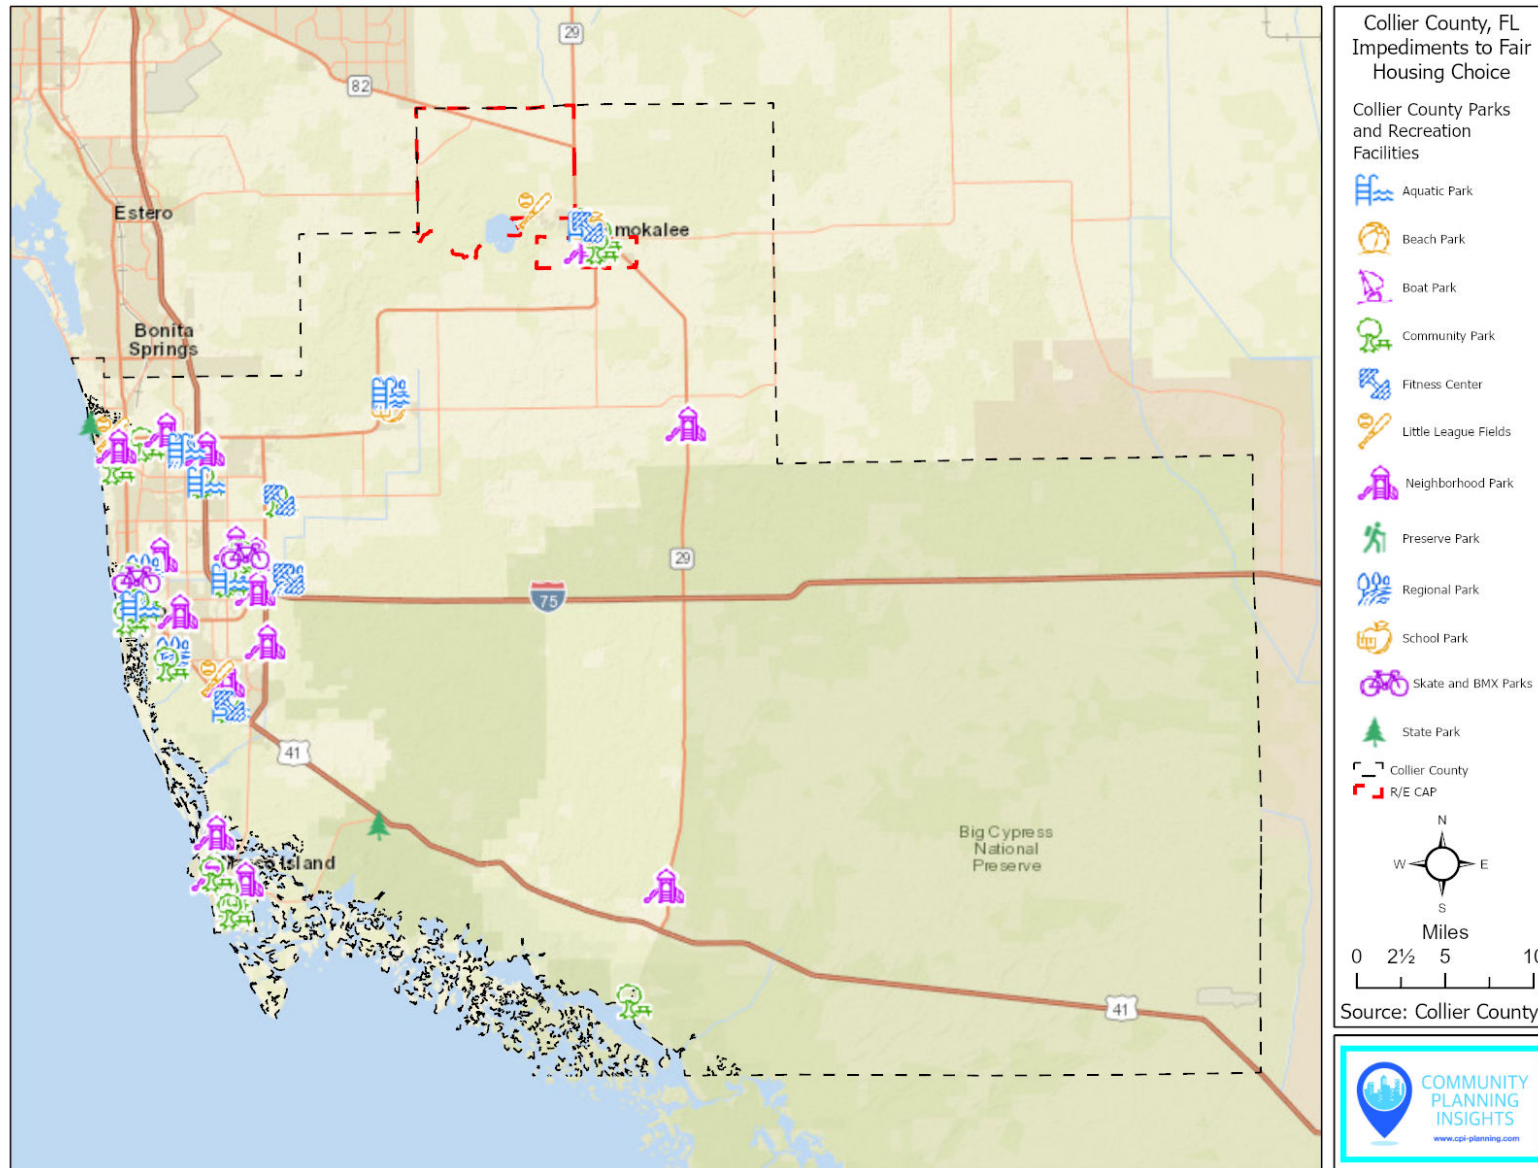 29
82
Estero
mokalee
Bonita
Springs
29
75
41
Island
Big Cypress
National
Preserve
41
Collier County, FL
Impediments to Fair
Housing Choice
Collier County Parks
and Recreation
Facilities
Aquatic Park
Beach Park
Boat Park
Community Park
Fitness Center
Little League Fields
Neighborhood Park
Preserve Park
Regional Park
School Park
Skate and BMX Parks
State Park
Collier County
R/E CAP
N
W E
S
Miles
0 2½ 5 10
Source: Collier County
COMMUNITY
PLANNING
INSIGHTS
www.cpi-planning.com